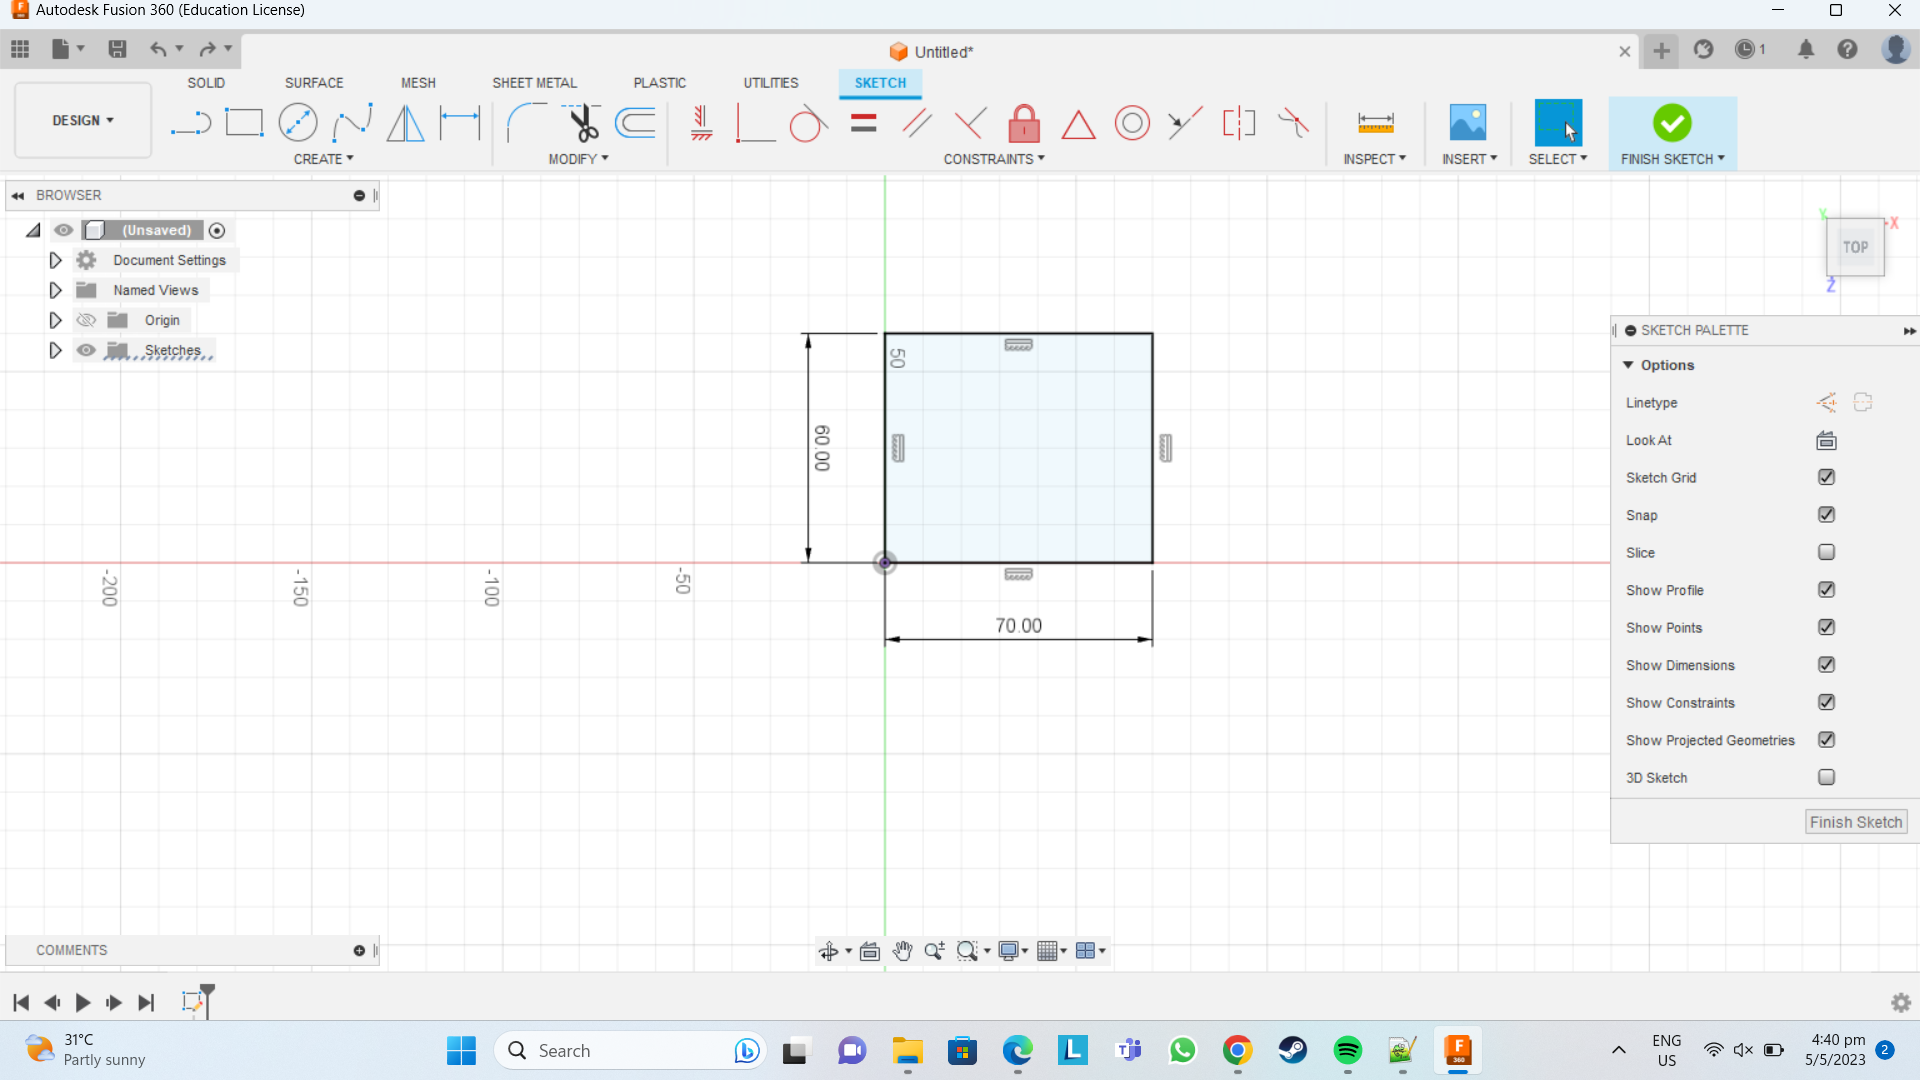 Autodesk Fusion 360 (Education License)
Untitled*
1
SOLID SURFACE MESH SHEET METAL PLASTIC UTILITIES SKETCH
DESIGN
CREATE MODIFY CONSTRAINTS INSPECT INSERT SELECT FINISH SKETCH
BROWSER
(Unsaved)
Document Settings
Named Views
Origin
Sketches
Y
X
TOP
Z
50
60.00
70.00
-200
-150
-100
-50
SKETCH PALETTE
Options
Linetype
Look At
Sketch Grid
Snap
Slice
Show Profile
Show Points
Show Dimensions
Show Constraints
Show Projected Geometries
3D Sketch
Finish Sketch
COMMENTS
31°C
Partly sunny
Search
L
F
360
ENG
US
4:40 pm
5/5/2023
2